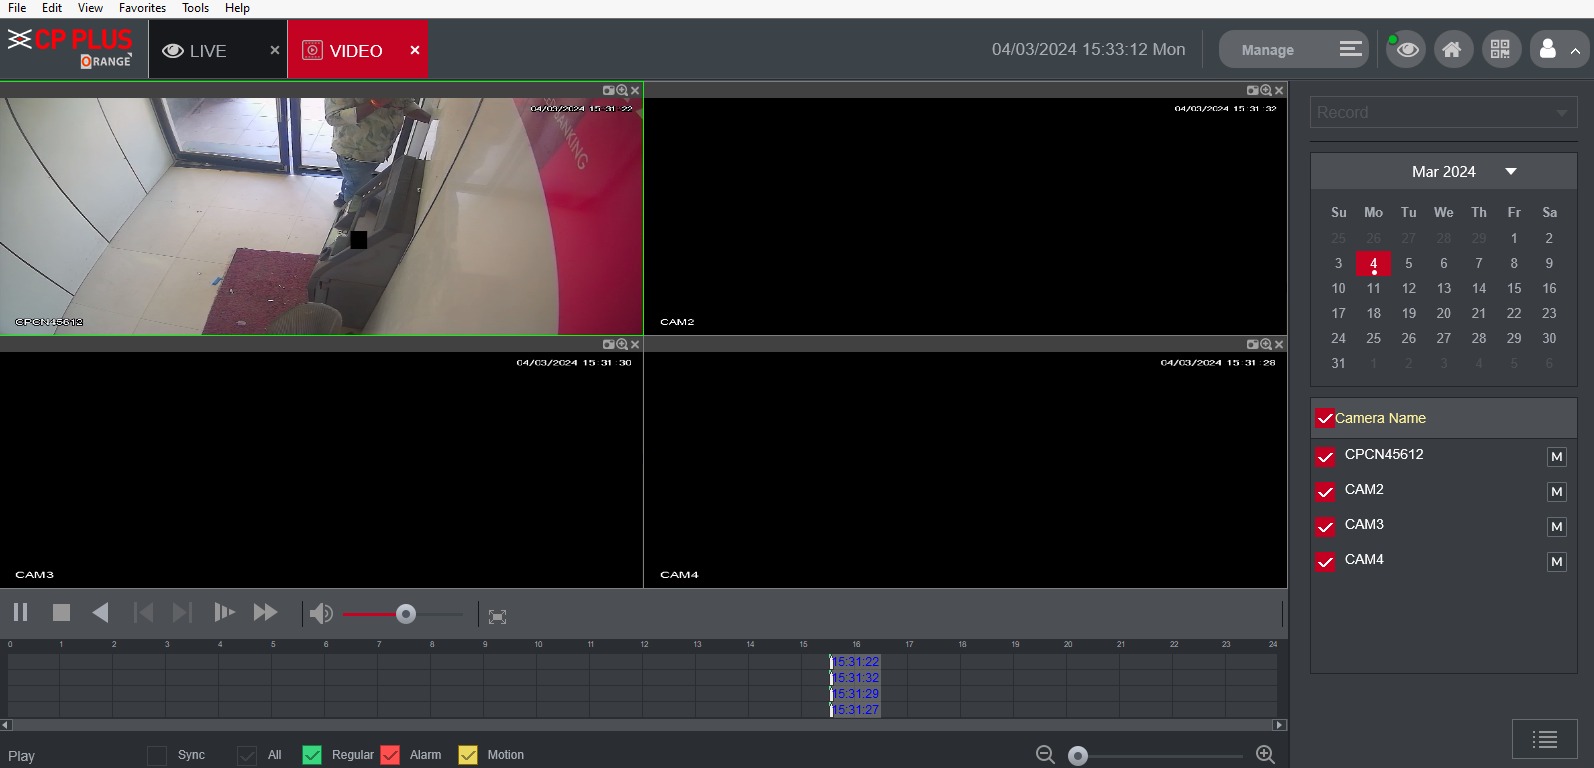 File Edit View Favorites Tools Help
CP PLUS
ORANGE
LIVE
VIDEO
04/03/2024 15:33:12 Mon
Manage
04/03/2024 15:31:22
BANKING
CPCN45612
04/03/2024 15:31:32
CAM2
04/03/2024 15:31:30
CAM3
04/03/2024 15:31:28
CAM4
Record
Mar 2024
Su Mo Tu We Th Fr Sa
25 26 27 28 29 1 2
3 4 5 6 7 8 9
10 11 12 13 14 15 16
17 18 19 20 21 22 23
24 25 26 27 28 29 30
31 1 2 3 4 5 6
Camera Name
CPCN45612 M
CAM2 M
CAM3 M
CAM4 M
0 1 2 3 4 5 6 7 8 9 10 11 12 13 14 15 16 17 18 19 20 21 22 23 24
15:31:22
15:31:32
15:31:29
15:31:27
Play
Sync All Regular Alarm Motion